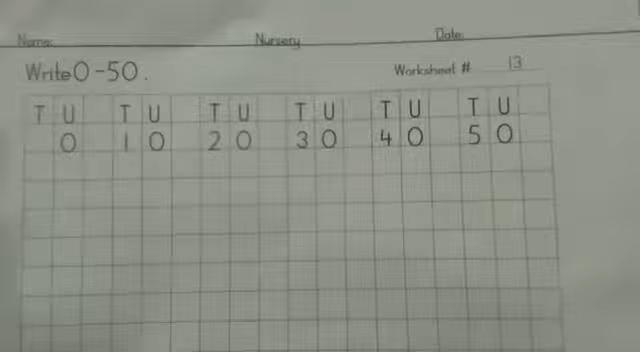 Name: Nursery Date:
Write 0-50. Worksheet # 13
T U T U T U T U T U T U
0 1 0 2 0 3 0 4 0 5 0